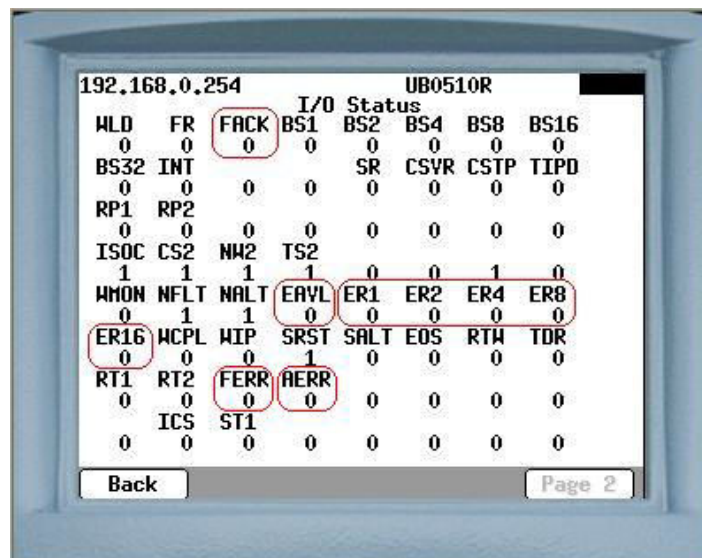 192.168.0.254 UB0510R
I/O Status
WLD FR FACK BS1 BS2 BS4 BS8 BS16
0 0 0 0 0 0 0 0
BS32 INT SR CSVR CSTP TIPD
0 0 0 0 0 0 0 0
RP1 RP2
0 0 0 0 0 0 0 0
ISOC CS2 NW2 TS2
1 1 1 1 0 0 1 0
WMON NFLT NALT EAVL ER1 ER2 ER4 ER8
0 1 1 0 0 0 0 0
ER16 WCPL WIP SRST SALT EOS RTW TDR
0 0 0 1 0 0 0 0
RT1 RT2 FERR AERR
0 0 0 0 0 0 0 0
ICS ST1
0 0 0 0 0 0 0 0
Back Page 2